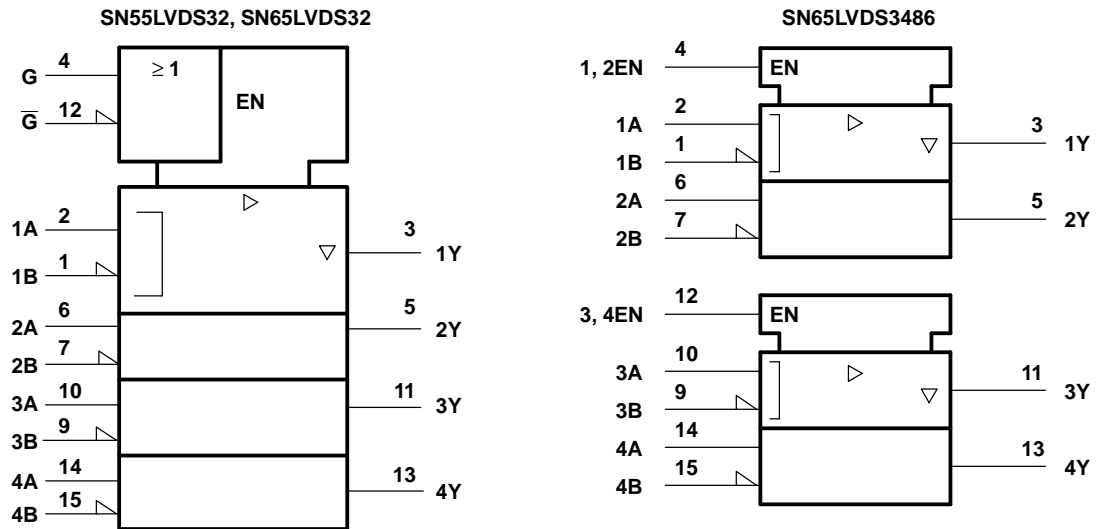 SN55LVDS32, SN65LVDS32
G 4 ≥ 1
G̅ 12 EN
1A 2
3 1Y
1B 1
2A 6 5 2Y
2B 7
3A 10 11 3Y
3B 9
4A 14 13 4Y
4B 15
SN65LVDS3486
1, 2EN 4 EN
1A 2
3 1Y
1B 1
2A 6 5 2Y
2B 7
3, 4EN 12 EN
3A 10
11 3Y
3B 9
4A 14 13 4Y
4B 15